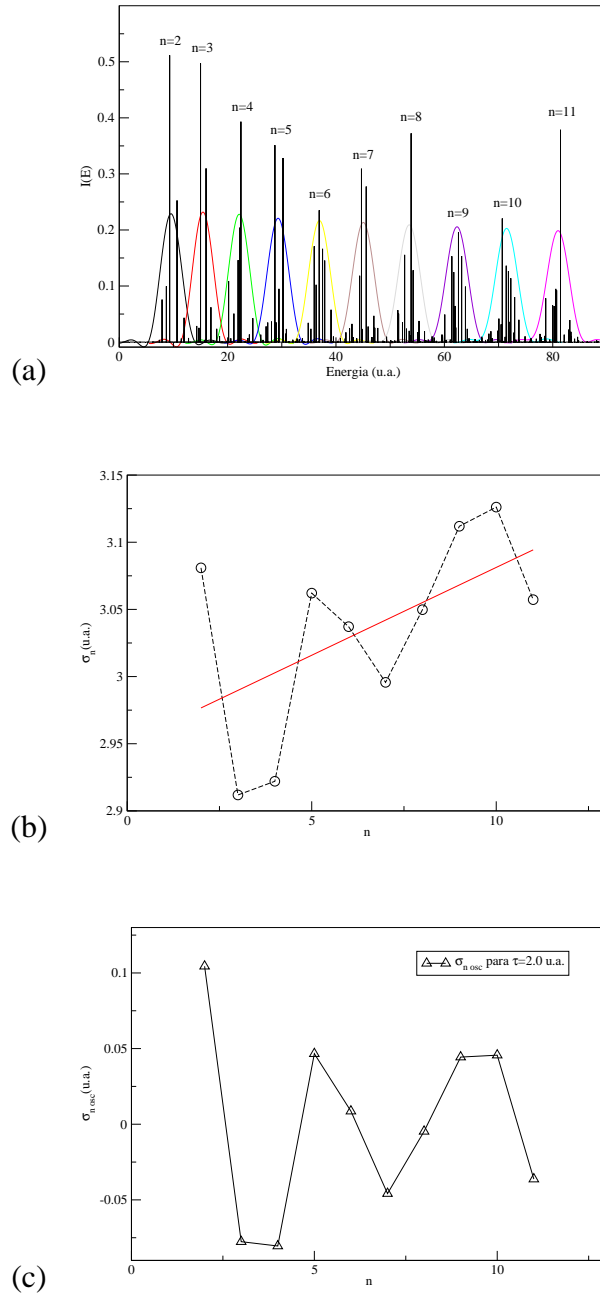 n=2
n=3
n=4
n=5
n=6
n=7
n=8
n=9
n=10
n=11
0.5
0.4
0.3
0.2
0.1
0
I(E)
0 20 40 60 80
Energia (u.a.)
(a)
3.15
3.1
3.05
3
2.95
2.9
σn(u.a.)
0 5 10
n
(b)
σn osc para τ=2.0 u.a.
0.1
0.05
0
-0.05
σn osc(u.a.)
0 5 10
n
(c)